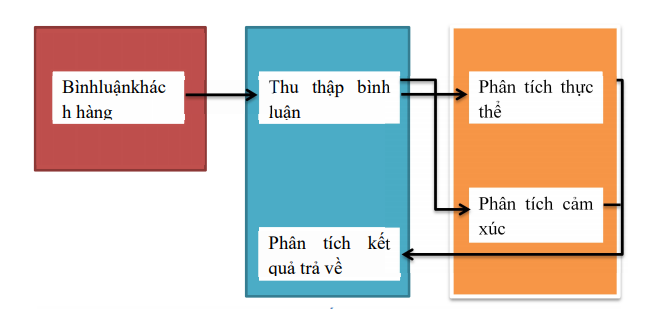 Bìnhluậnkhác
h hàng
Thu thập bình
luận
Phân tích thực
thể
Phân tích cảm
xúc
Phân tích kết
quả trả về